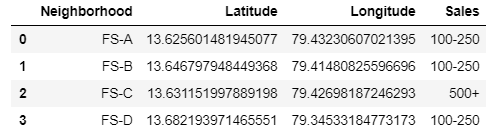 Neighborhood Latitude Longitude Sales
0 FS-A 13.625601481945077 79.43230607021395 100-250
1 FS-B 13.646797948449368 79.41480825596696 100-250
2 FS-C 13.631151997889198 79.42698187246293 500+
3 FS-D 13.682193971465551 79.34533184773173 100-250